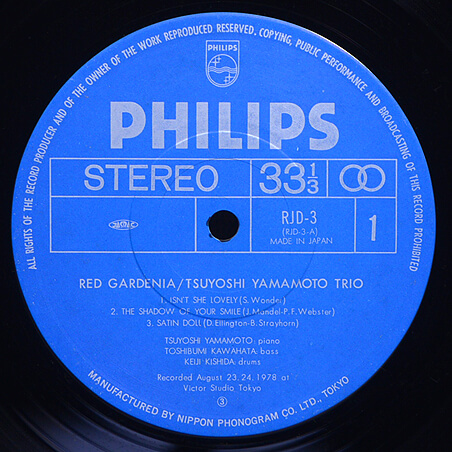 ALL RIGHTS OF THE RECORD PRODUCER AND OF THE OWNER OF THE WORK REPRODUCED RESERVED. COPYING, PUBLIC PERFORMANCE AND BROADCASTING OF THIS RECORD PROHIBITED
PHILIPS
PHILIPS
STEREO
33 1/3
RJD-3
(RJD-3-A)
MADE IN JAPAN
1
RED GARDENIA/TSUYOSHI YAMAMOTO TRIO
1. ISN'T SHE LOVELY (S. Wonder)
2. THE SHADOW OF YOUR SMILE (J. Mandel-P. F. Webster)
3. SATIN DOLL (D. Ellington-B. Strayhorn)
TSUYOSHI YAMAMOTO: piano
TOSHIBUMI KAWAHATA: bass
KEIJI KISHIDA: drums
Recorded August 23, 24, 1978 at
Victor Studio, Tokyo
③
MANUFACTURED BY NIPPON PHONOGRAM CO. LTD., TOKYO